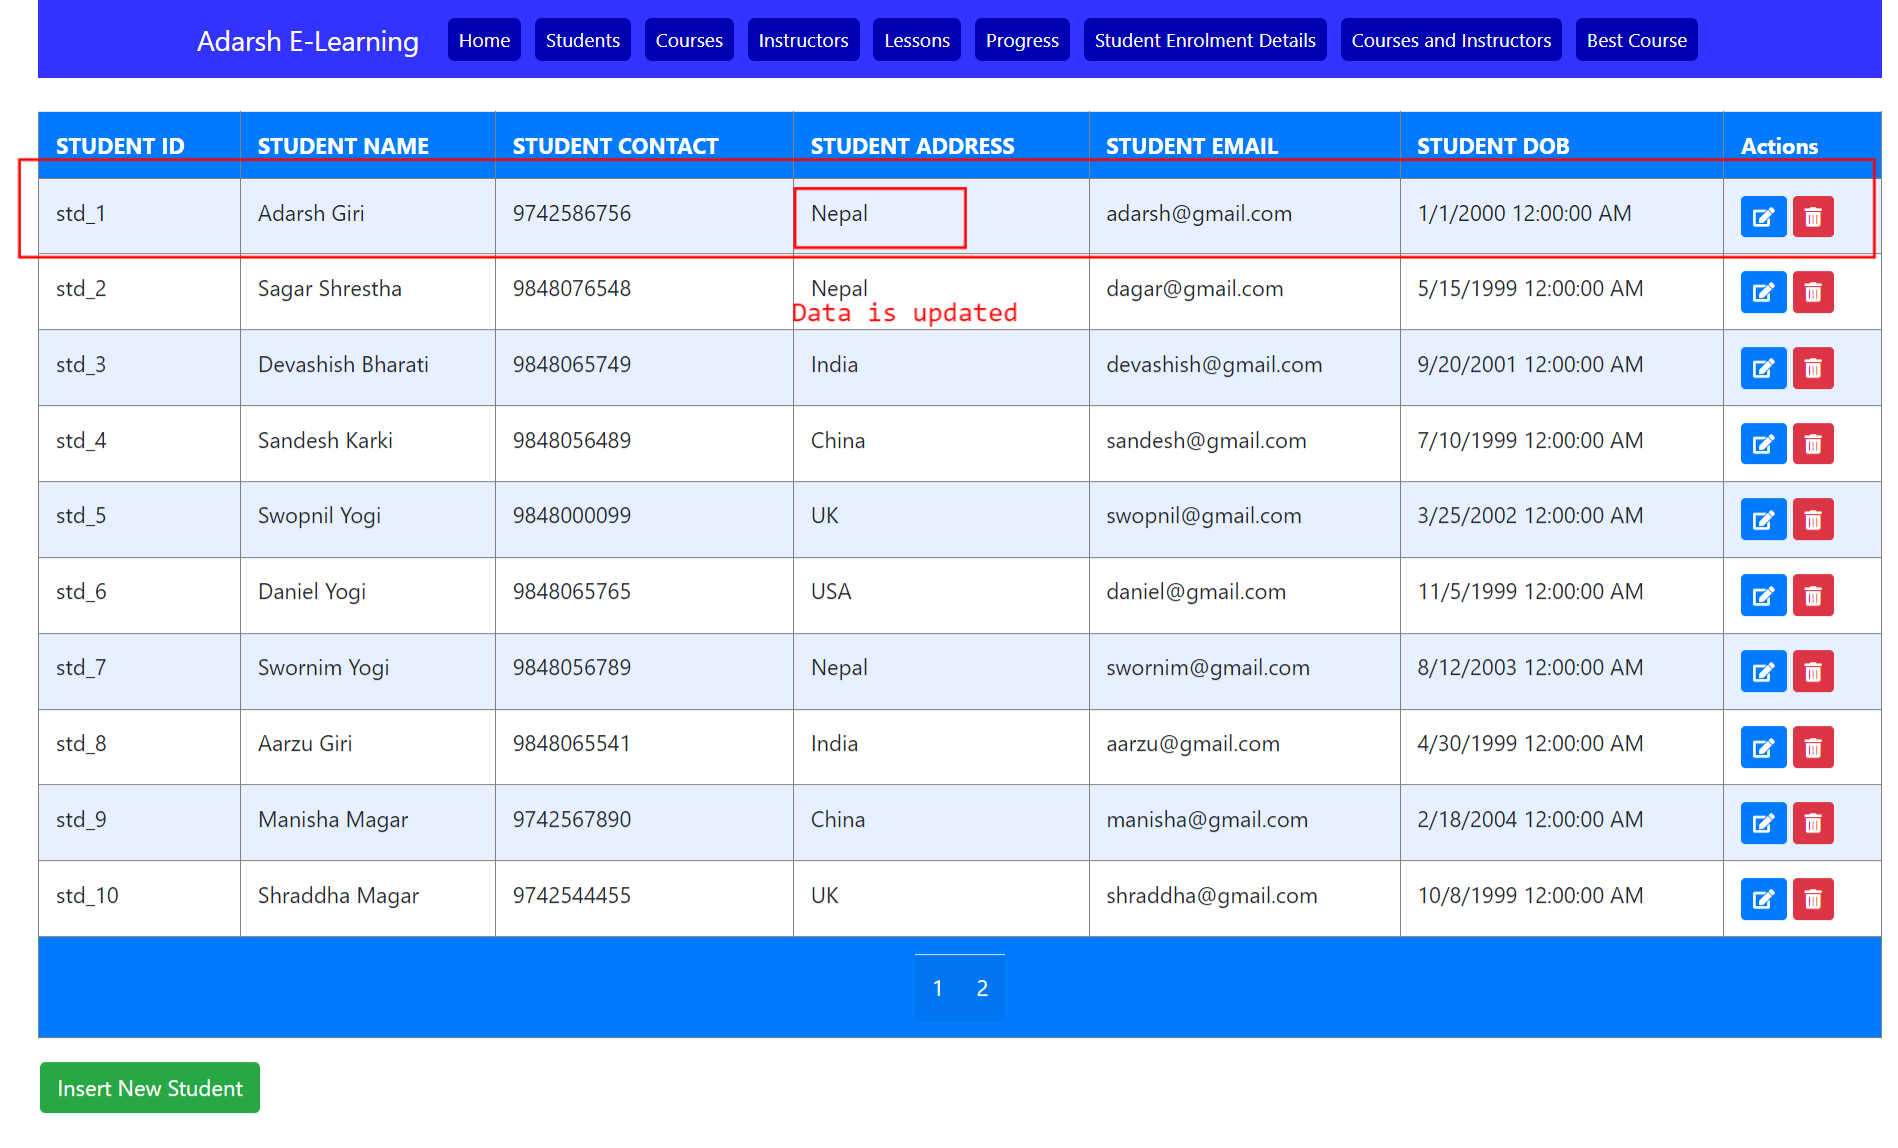 Adarsh E-Learning Home Students Courses Instructors Lessons Progress Student Enrolment Details Courses and Instructors Best Course
STUDENT ID STUDENT NAME STUDENT CONTACT STUDENT ADDRESS STUDENT EMAIL STUDENT DOB Actions
std_1 Adarsh Giri 9742586756 Nepal adarsh@gmail.com 1/1/2000 12:00:00 AM
std_2 Sagar Shrestha 9848076548 Nepal dagar@gmail.com 5/15/1999 12:00:00 AM
Data is updated
std_3 Devashish Bharati 9848065749 India devashish@gmail.com 9/20/2001 12:00:00 AM
std_4 Sandesh Karki 9848056489 China sandesh@gmail.com 7/10/1999 12:00:00 AM
std_5 Swopnil Yogi 9848000099 UK swopnil@gmail.com 3/25/2002 12:00:00 AM
std_6 Daniel Yogi 9848065765 USA daniel@gmail.com 11/5/1999 12:00:00 AM
std_7 Swornim Yogi 9848056789 Nepal swornim@gmail.com 8/12/2003 12:00:00 AM
std_8 Aarzu Giri 9848065541 India aarzu@gmail.com 4/30/1999 12:00:00 AM
std_9 Manisha Magar 9742567890 China manisha@gmail.com 2/18/2004 12:00:00 AM
std_10 Shraddha Magar 9742544455 UK shraddha@gmail.com 10/8/1999 12:00:00 AM
1 2
Insert New Student